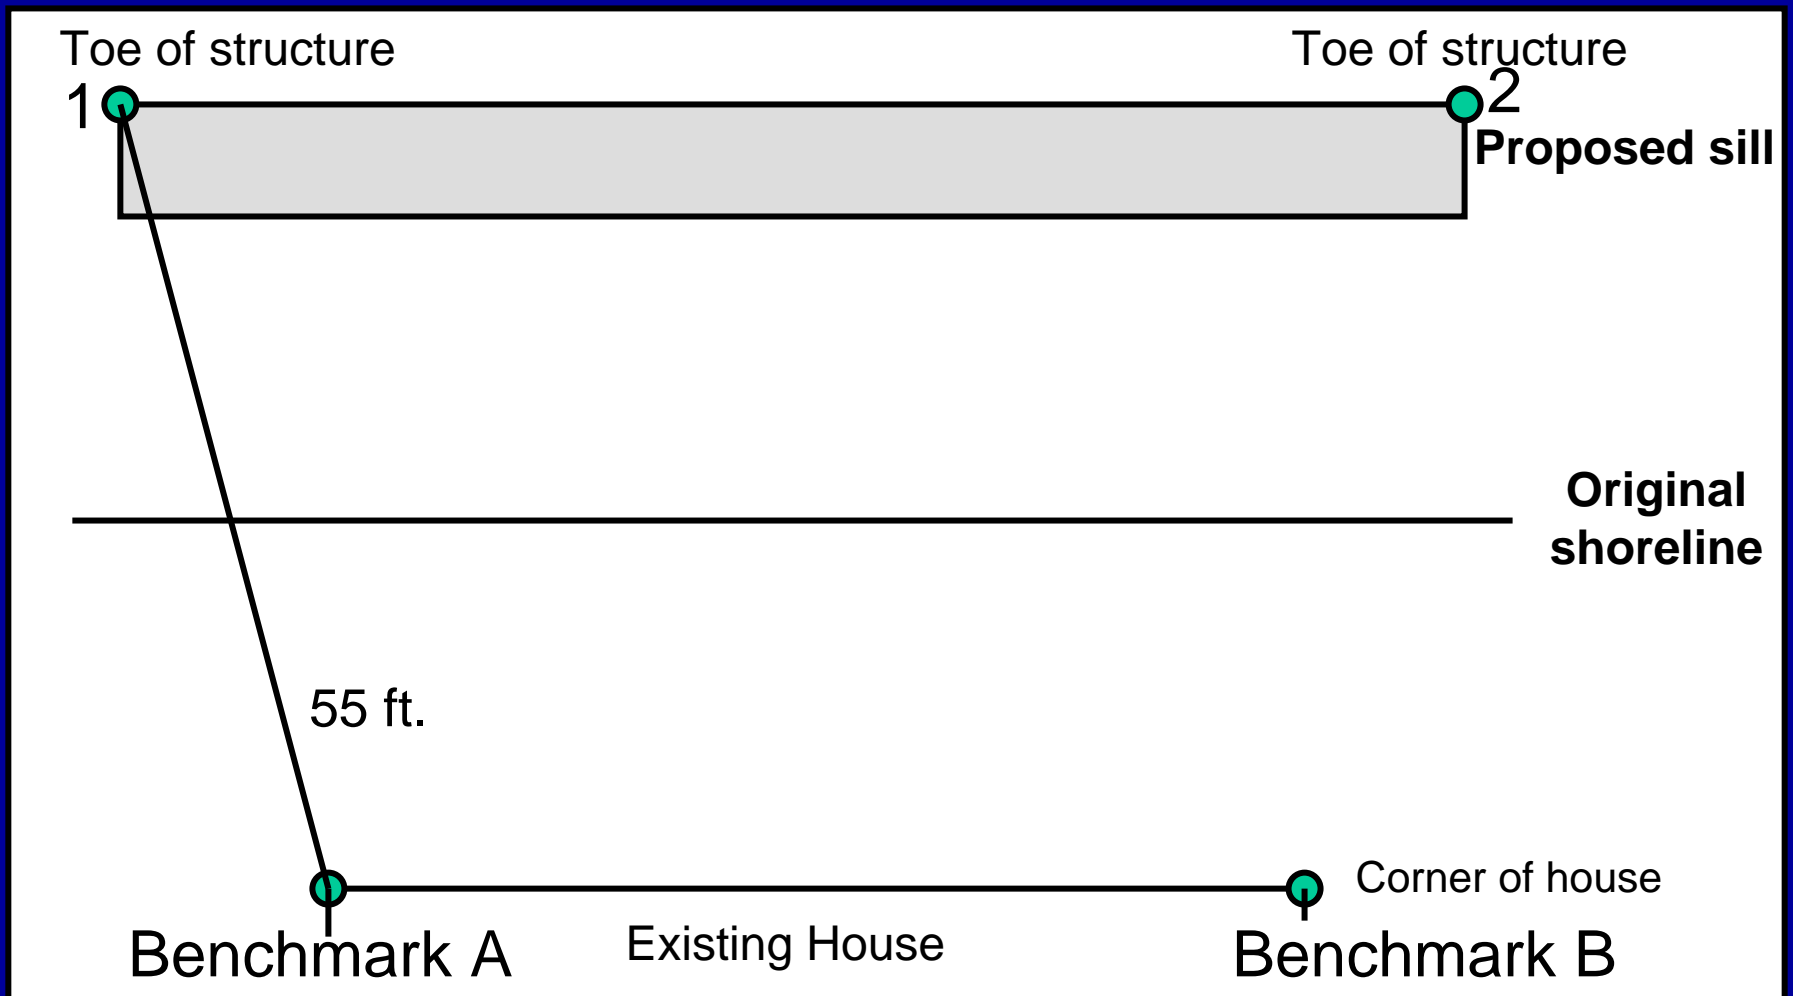 Toe of structure
Toe of structure
1
2
Proposed sill
Original
shoreline
55 ft.
Corner of house
Existing House
Benchmark A
Benchmark B